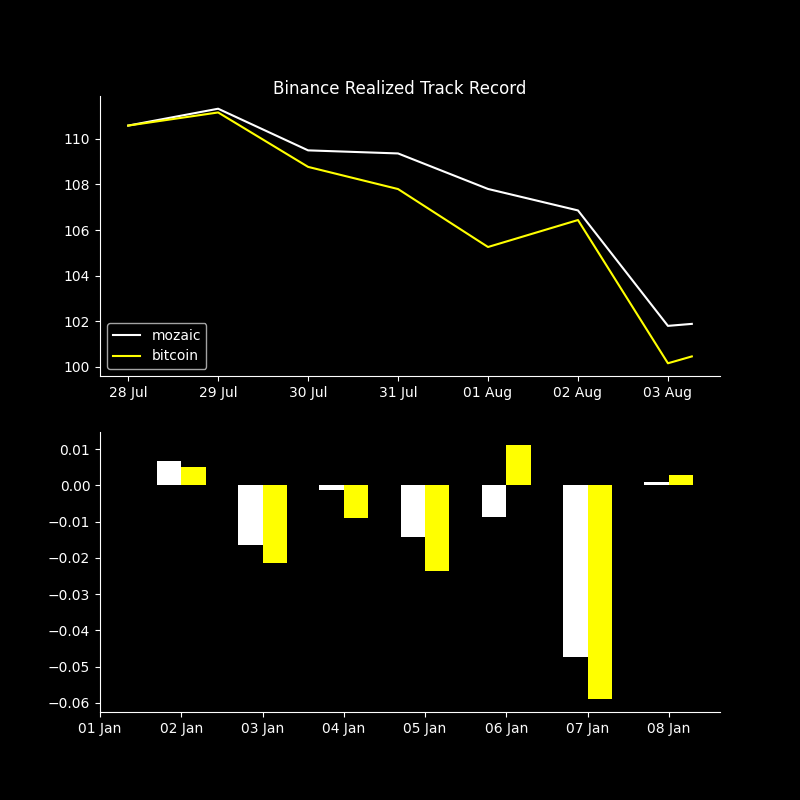 Binance Realized Track Record
110
108
106
104
102
100
mozaic
bitcoin
28 Jul 29 Jul 30 Jul 31 Jul 01 Aug 02 Aug 03 Aug
0.01
0.00
−0.01
−0.02
−0.03
−0.04
−0.05
−0.06
01 Jan 02 Jan 03 Jan 04 Jan 05 Jan 06 Jan 07 Jan 08 Jan